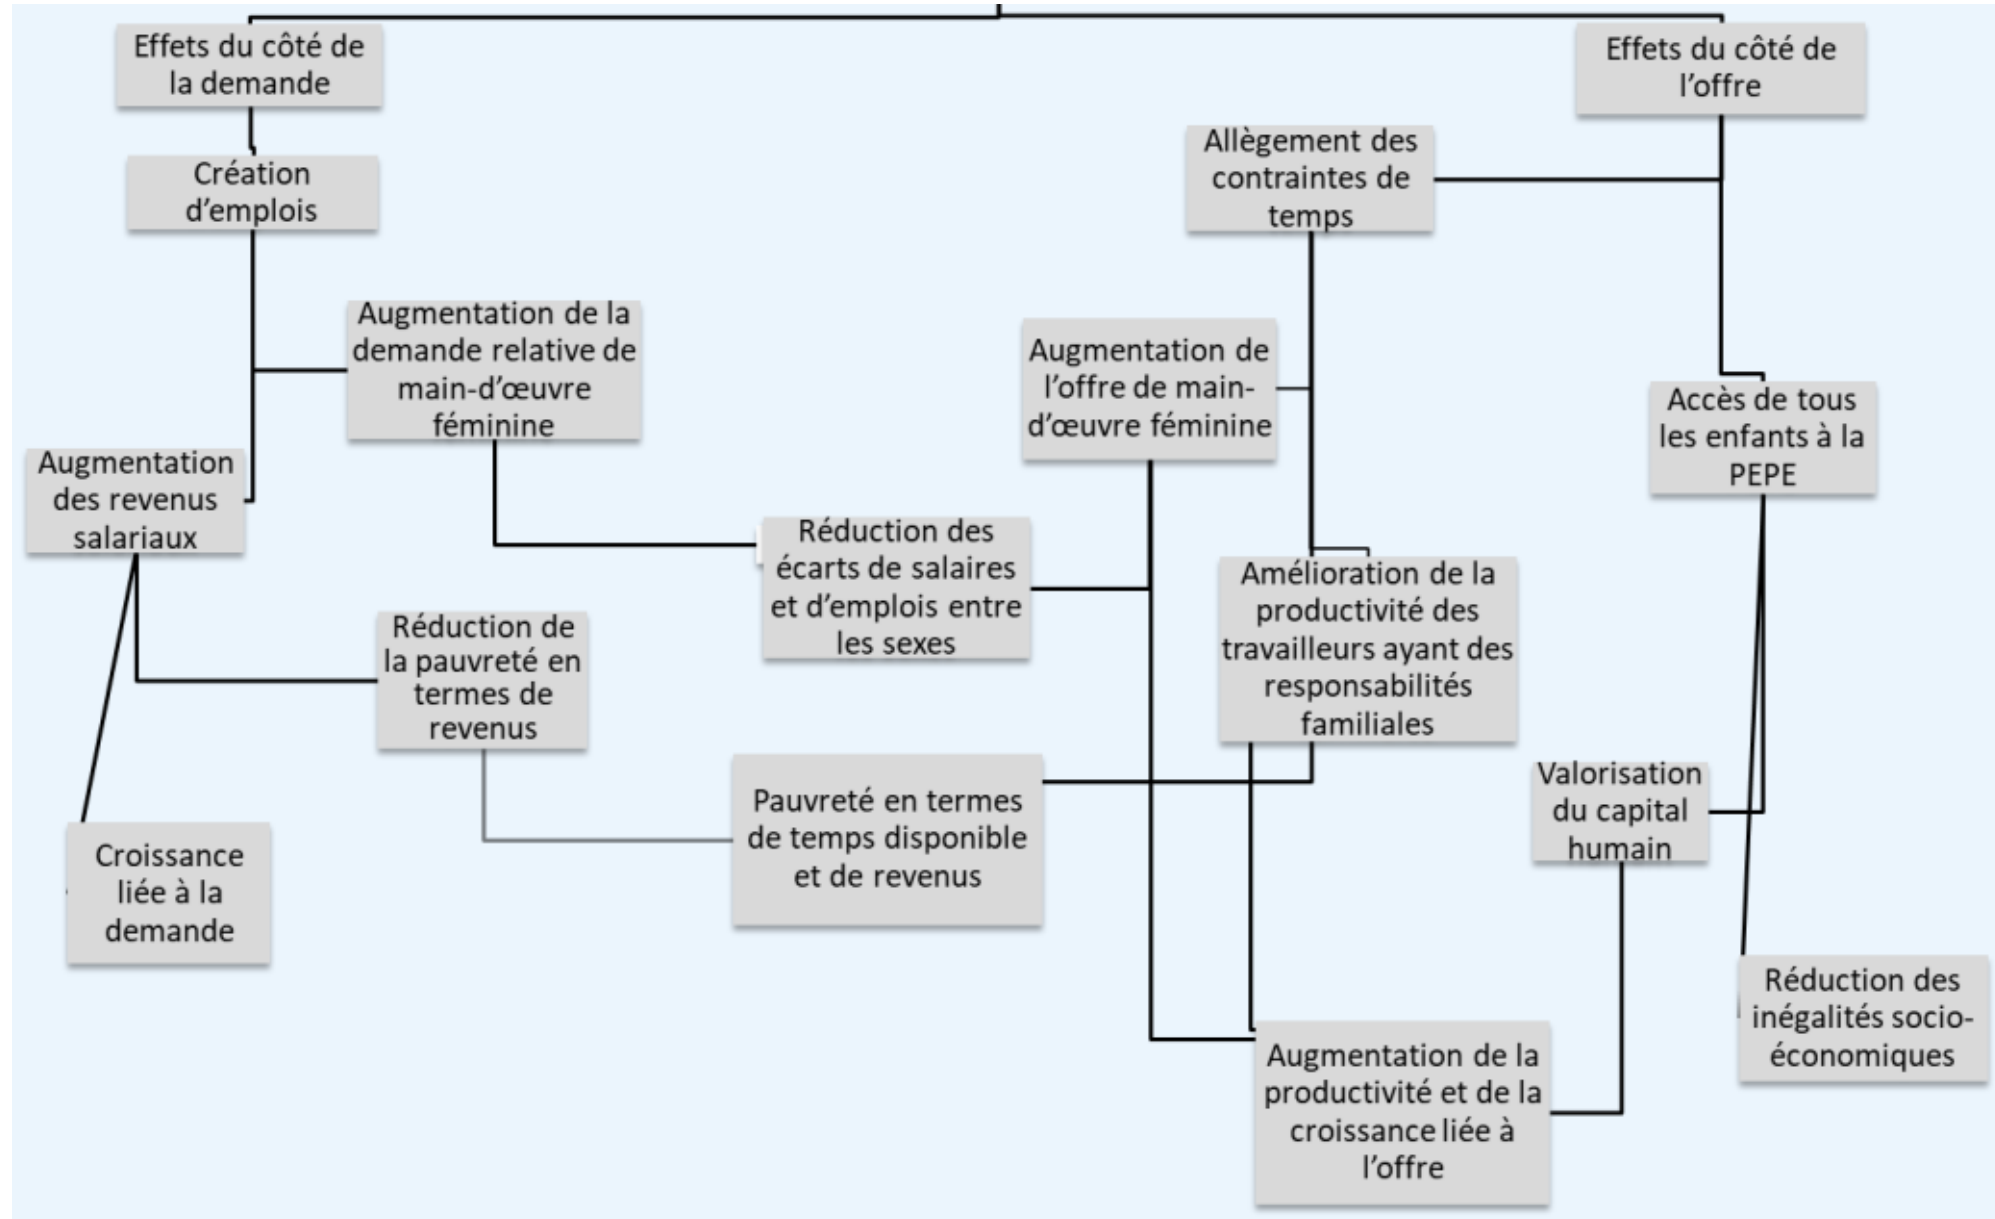 Effets du côté de
la demande
Effets du côté de
l’offre
Allègement des
contraintes de
temps
Création
d’emplois
Augmentation de la
demande relative de
main-d’œuvre
féminine
Augmentation de
l’offre de main-
d’œuvre féminine
Accès de tous
les enfants à la
PEPE
Augmentation
des revenus
salariaux
Réduction des
écarts de salaires
et d’emplois entre
les sexes
Amélioration de la
productivité des
travailleurs ayant des
responsabilités
familiales
Réduction de
la pauvreté en
termes de
revenus
Pauvreté en termes
de temps disponible
et de revenus
Valorisation
du capital
humain
Croissance
liée à la
demande
Réduction des
inégalités socio-
économiques
Augmentation de la
productivité et de la
croissance liée à
l’offre